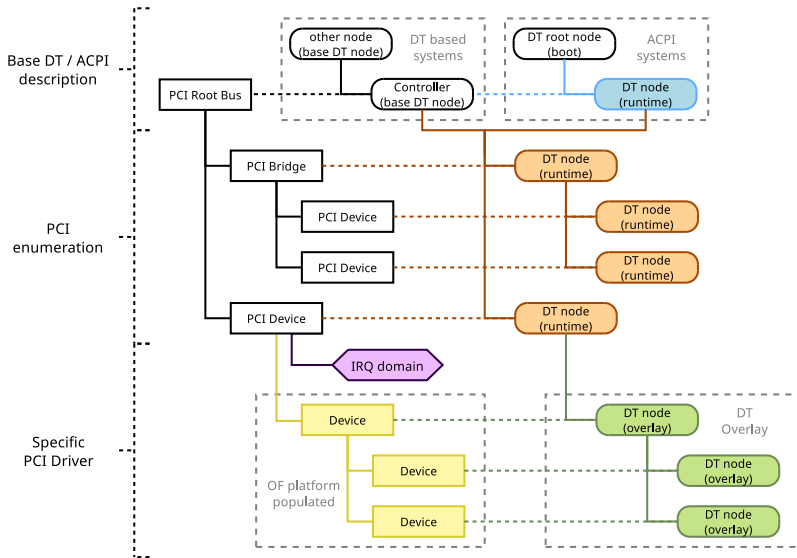 Base DT / ACPI
description
other node
(base DT node)
DT based
systems
DT root node
(boot)
ACPI
systems
PCI Root Bus
Controller
(base DT node)
DT node
(runtime)
PCI
enumeration
PCI Bridge
DT node
(runtime)
PCI Device
DT node
(runtime)
PCI Device
DT node
(runtime)
PCI Device
DT node
(runtime)
Specific
PCI Driver
IRQ domain
Device
DT node
(overlay)
DT
Overlay
Device
DT node
(overlay)
OF platform
populated
Device
DT node
(overlay)